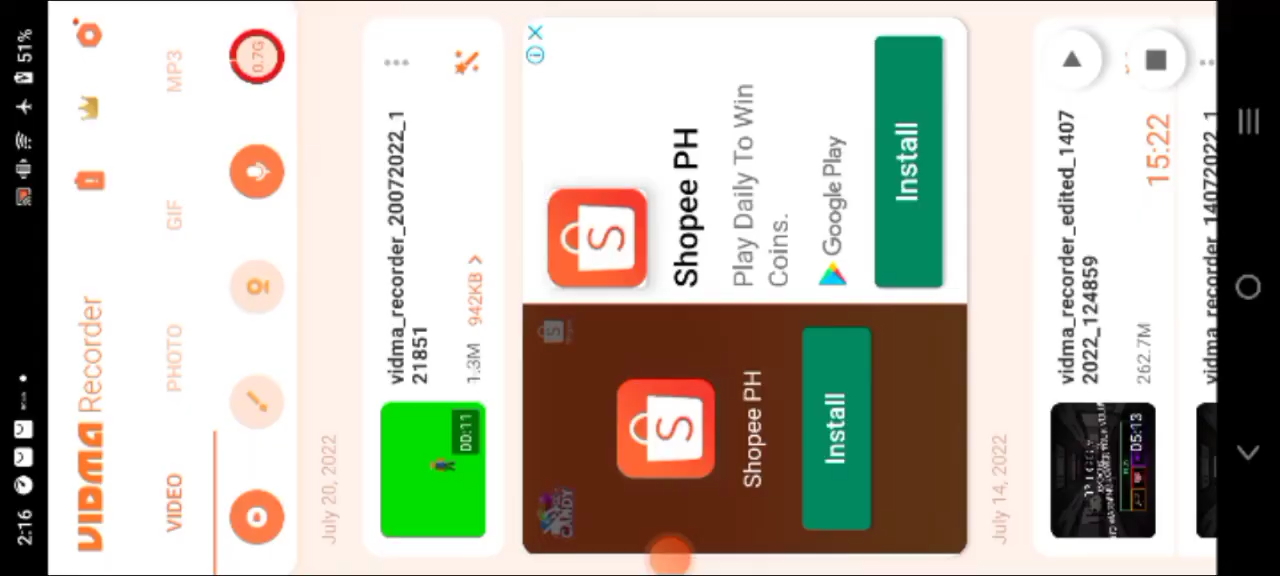 2:16
51%
VIDMA Recorder
VIDEO
PHOTO
GIF
MP3
0.7G
July 20, 2022
vidma_recorder_20072022_1
21851
1.3M 942KB >
00:11
Shopee PH
Install
Shopee PH
Play Daily To Win
Coins.
Google Play
Install
CANDY
July 14, 2022
vidma_recorder_edited_1407
2022_124859
262.7M
05:13
15:22
vidma_recorder_14072022_1